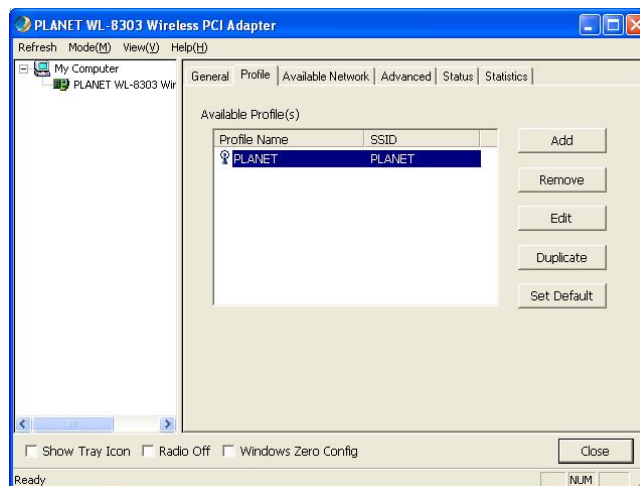 PLANET WL-8303 Wireless PCI Adapter
Refresh Mode(M) View(V) Help(H)
My Computer
PLANET WL-8303 Wir
General Profile Available Network Advanced Status Statistics
Available Profile(s)
Profile Name SSID
PLANET PLANET
Add
Remove
Edit
Duplicate
Set Default
Show Tray Icon Radio Off Windows Zero Config Close
Ready NUM